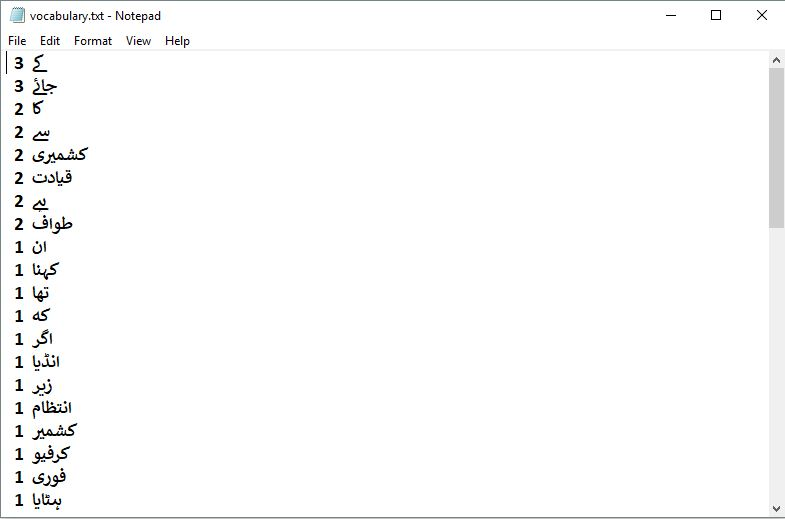 vocabulary.txt - Notepad
File Edit Format View Help
3 کے
3 جائے
2 کا
2 سے
2 کشمیری
2 قیادت
2 ہے
2 طواف
1 ان
1 کہنا
1 تھا
1 که
1 اگر
1 انڈیا
1 زیر
1 انتظام
1 کشمیر
1 کرفیو
1 فوری
1 ہٹایا